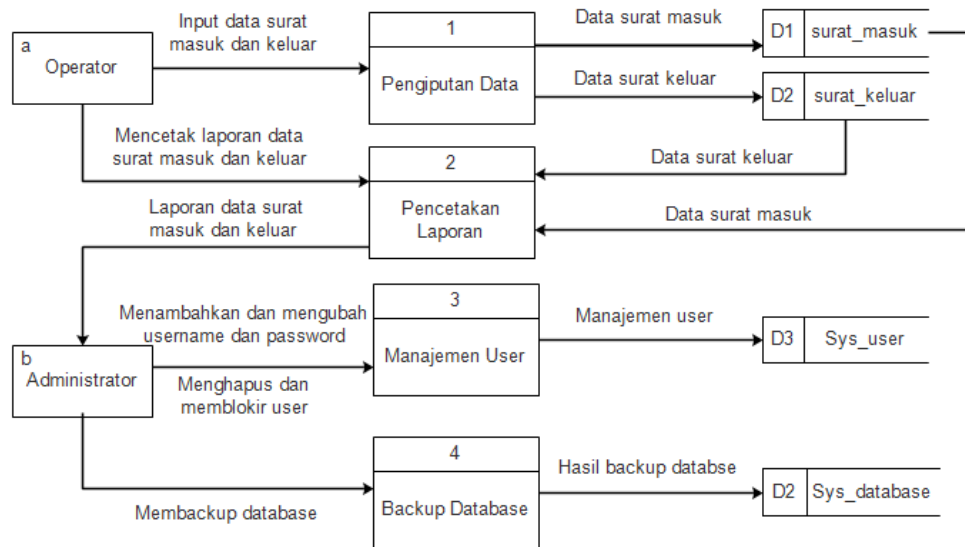 Input data surat
masuk dan keluar
a
Operator
1
Pengiputan Data
Data surat masuk
D1
surat_masuk
Data surat keluar
D2
surat_keluar
Mencetak laporan data
surat masuk dan keluar
2
Pencetakan
Laporan
Data surat keluar
Data surat masuk
Laporan data surat
masuk dan keluar
b
Administrator
Menambahkan dan mengubah
username dan password
Menghapus dan
memblokir user
3
Manajemen User
Manajemen user
D3
Sys_user
Membackup database
4
Backup Database
Hasil backup databse
D2
Sys_database